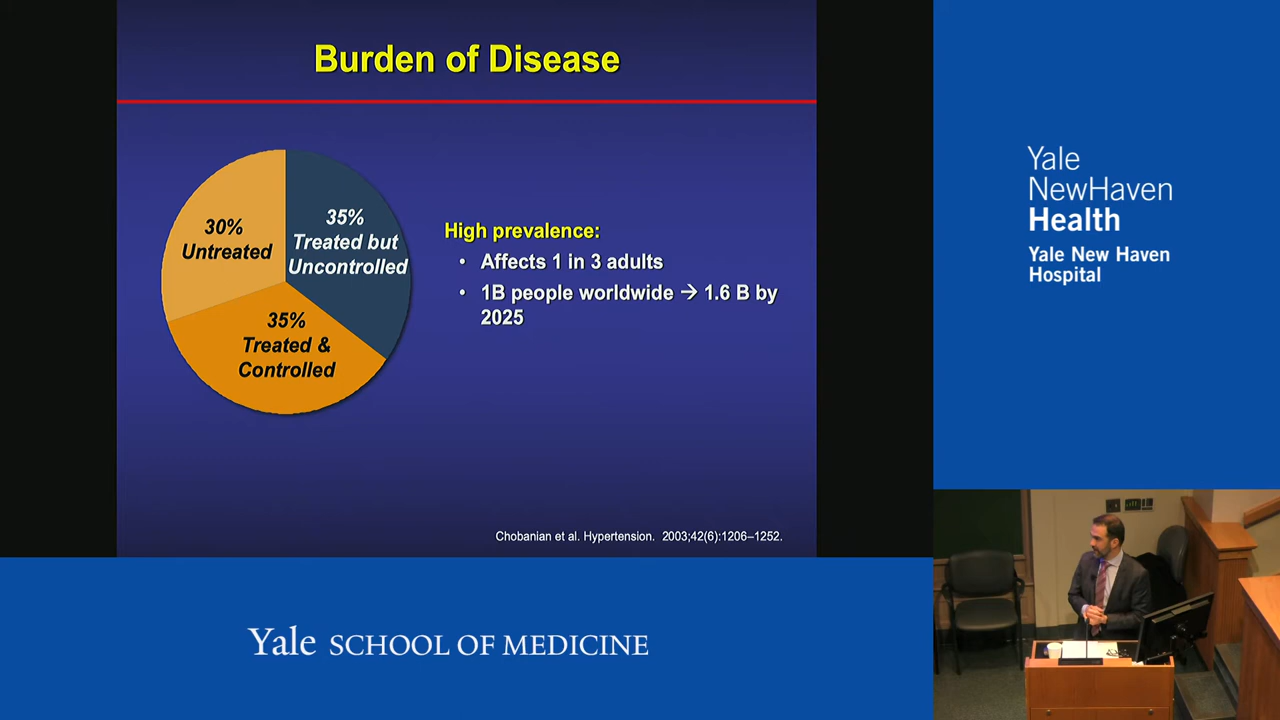 Burden of Disease
30%
Untreated
35%
Treated but
Uncontrolled
35%
Treated &
Controlled
High prevalence:
• Affects 1 in 3 adults
• 1B people worldwide → 1.6 B by
2025
Chobanian et al. Hypertension. 2003;42(6):1206–1252.
Yale SCHOOL OF MEDICINE
Yale
NewHaven
Health
Yale New Haven
Hospital